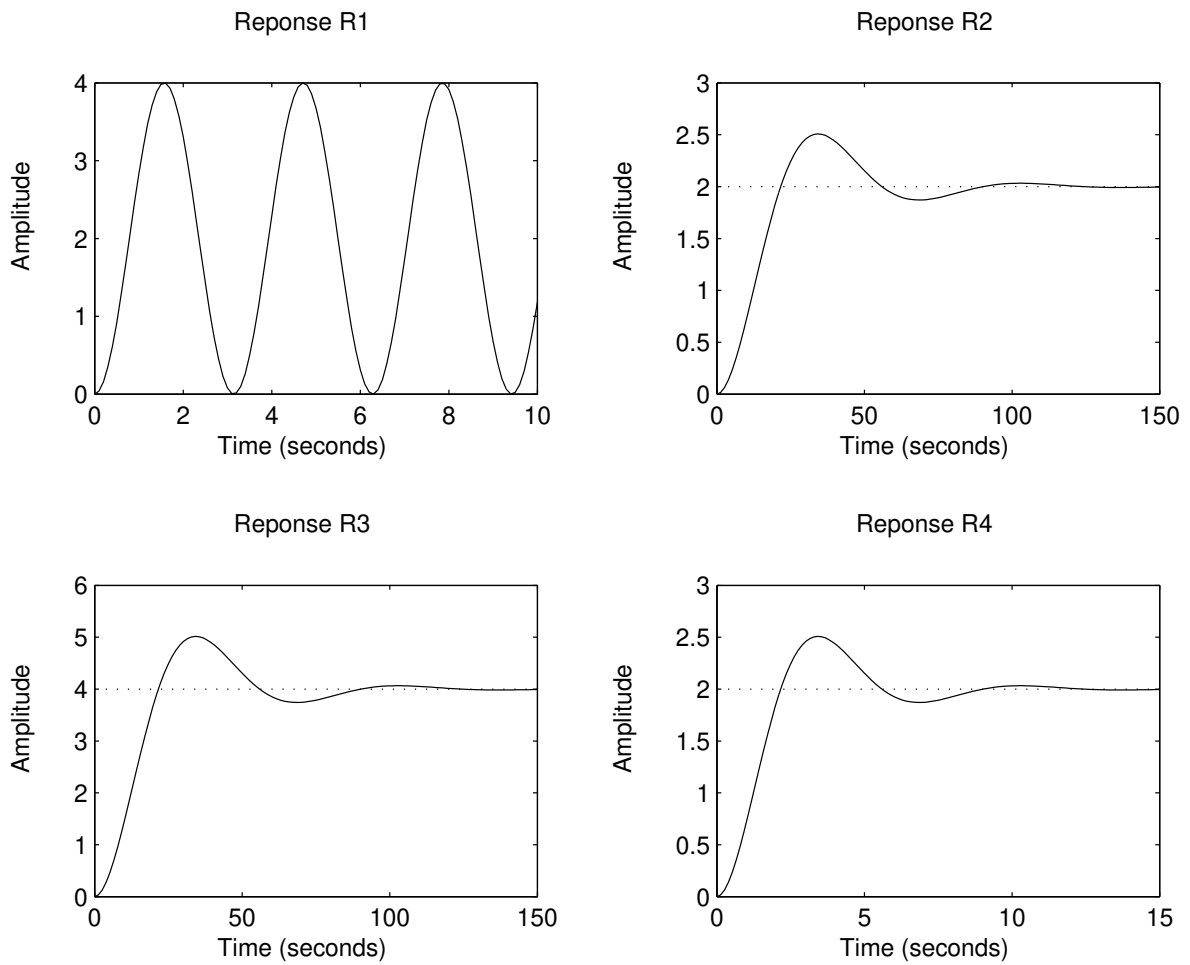 Reponse R1
4
3
2
1
0
0 2 4 6 8 10
Amplitude
Time (seconds)
Reponse R2
3
2.5
2
1.5
1
0.5
0
0 50 100 150
Amplitude
Time (seconds)
Reponse R3
6
5
4
3
2
1
0
0 50 100 150
Amplitude
Time (seconds)
Reponse R4
3
2.5
2
1.5
1
0.5
0
0 5 10 15
Amplitude
Time (seconds)